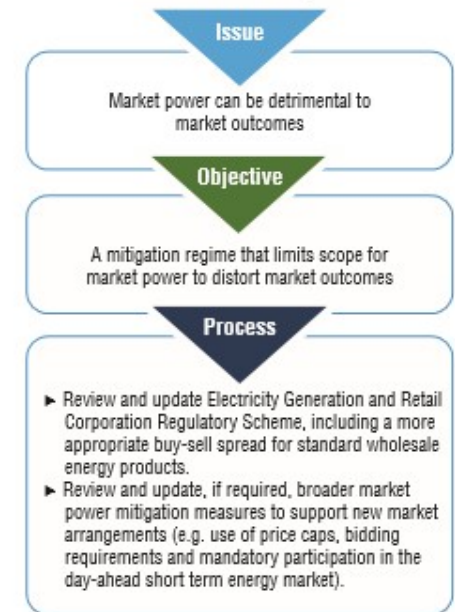 Issue
Market power can be detrimental to
market outcomes
Objective
A mitigation regime that limits scope for
market power to distort market outcomes
Process
► Review and update Electricity Generation and Retail
Corporation Regulatory Scheme, including a more
appropriate buy-sell spread for standard wholesale
energy products.
► Review and update, if required, broader market
power mitigation measures to support new market
arrangements (e.g. use of price caps, bidding
requirements and mandatory participation in the
day-ahead short term energy market).